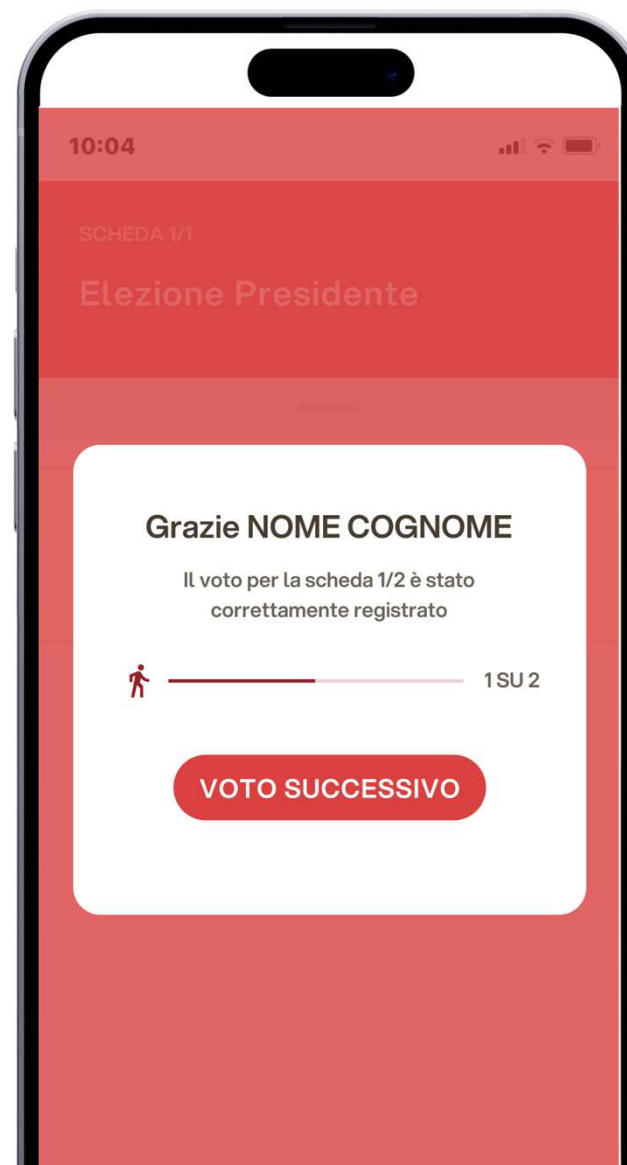 10:04
SCHEDA 1/1
Elezione Presidente
Grazie NOME COGNOME
Il voto per la scheda 1/2 è stato
correttamente registrato
1 SU 2
VOTO SUCCESSIVO